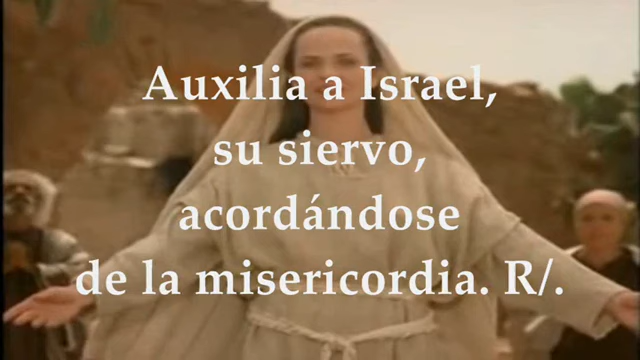 Auxilia a Israel,
su siervo,
acordándose
de la misericordia. R/.